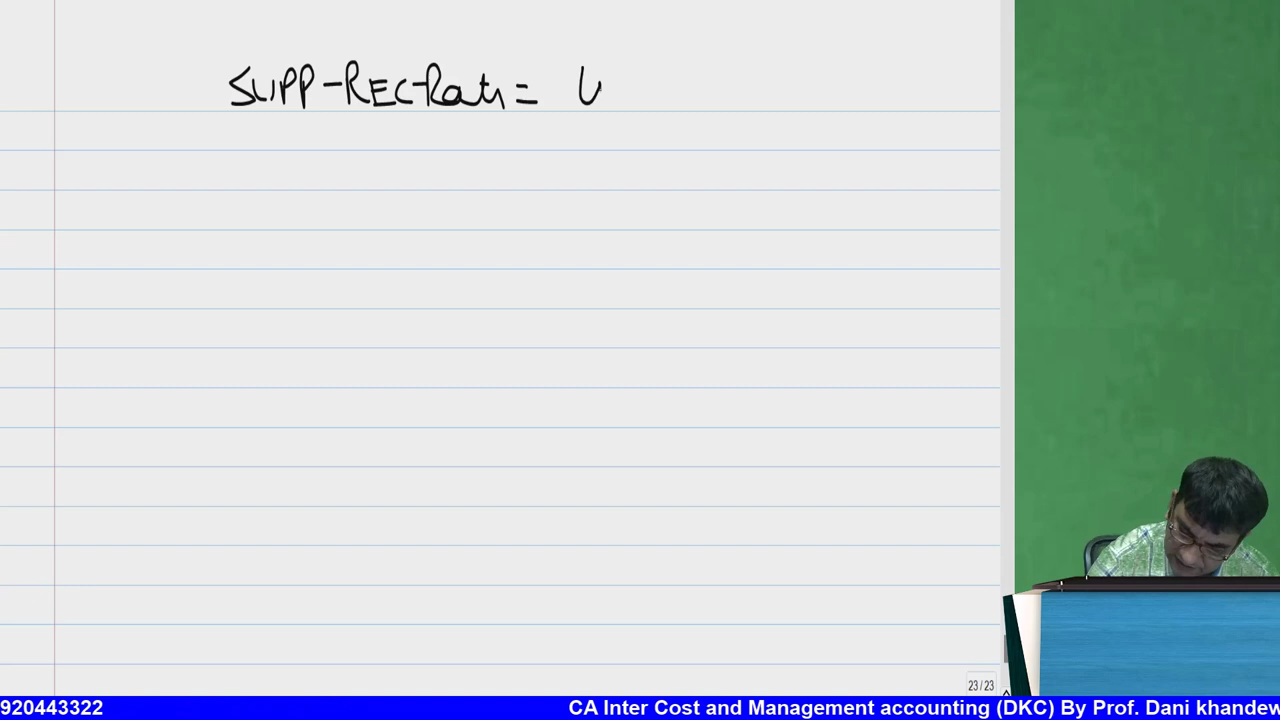 SUPP-REC-Rate = U
23/23
920443322 CA Inter Cost and Management accounting (DKC) By Prof. Dani khandew